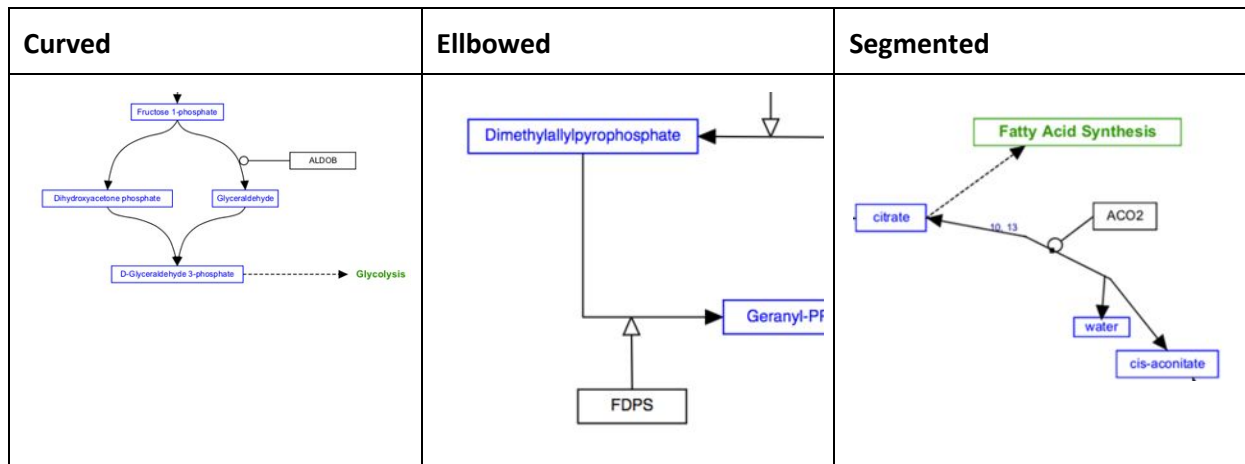 Curved
Ellbowed
Segmented
Fructose 1-phosphate
ALDOB
Dihydroxyacetone phosphate
Glyceraldehyde
D-Glyceraldehyde 3-phosphate
Glycolysis
Dimethylallylpyrophosphate
Geranyl-PP
FDPS
Fatty Acid Synthesis
citrate
10, 13
ACO2
water
cis-aconitate